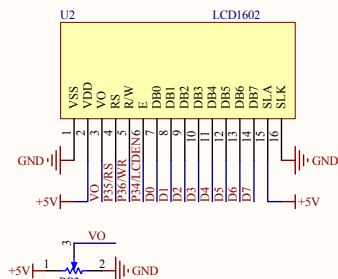 U2 LCD1602
VSS VDD VO RS R/W E DB0 DB1 DB2 DB3 DB4 DB5 DB6 DB7 SLA SLK
1 2 3 4 5 6 7 8 9 10 11 12 13 14 15 16
GND GND
VO P35/RS P36/WR P34/LCDEN D0 D1 D2 D3 D4 D5 D6 D7
+5V +5V
3 VO
+5V 1 2 GND